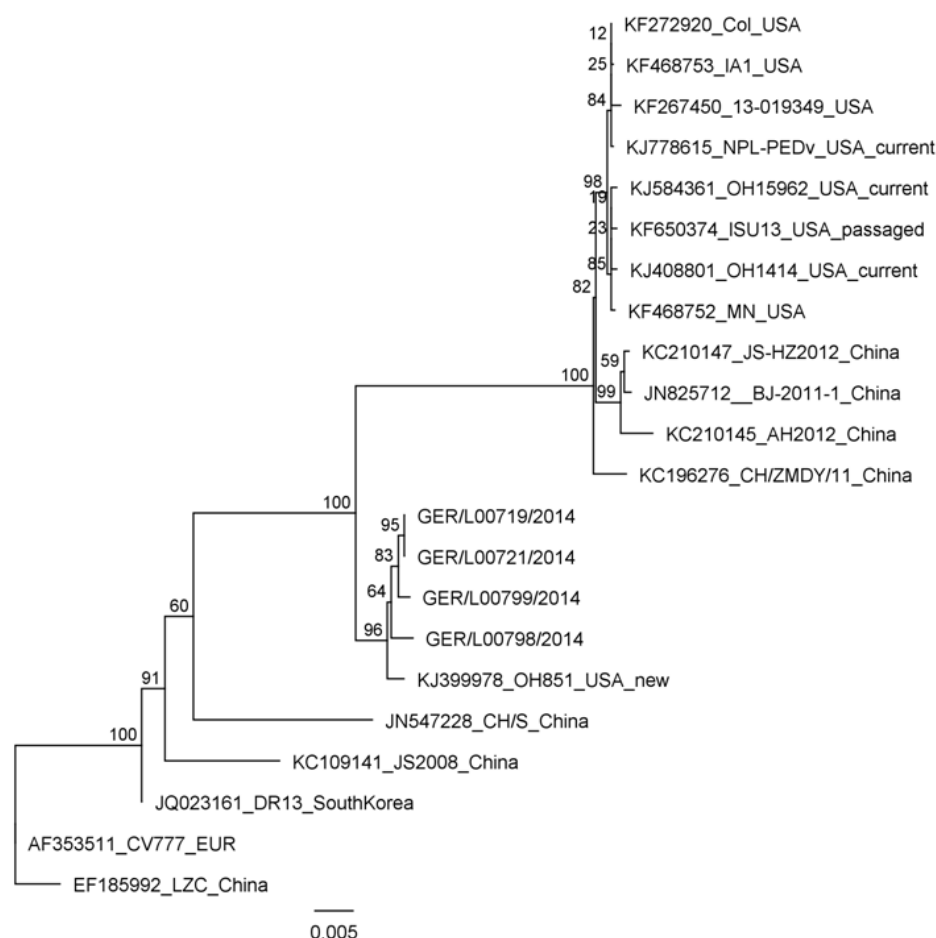 12
KF272920_Col_USA
25
KF468753_IA1_USA
84
KF267450_13-019349_USA
KJ778615_NPL-PEDv_USA_current
98
KJ584361_OH15962_USA_current
19
23
KF650374_ISU13_USA_passaged
85
KJ408801_OH1414_USA_current
82
KF468752_MN_USA
59
KC210147_JS-HZ2012_China
100
99
JN825712__BJ-2011-1_China
KC210145_AH2012_China
KC196276_CH/ZMDY/11_China
100
95
GER/L00719/2014
83
GER/L00721/2014
64
GER/L00799/2014
96
GER/L00798/2014
60
KJ399978_OH851_USA_new
91
JN547228_CH/S_China
100
KC109141_JS2008_China
JQ023161_DR13_SouthKorea
AF353511_CV777_EUR
EF185992_LZC_China
0.005